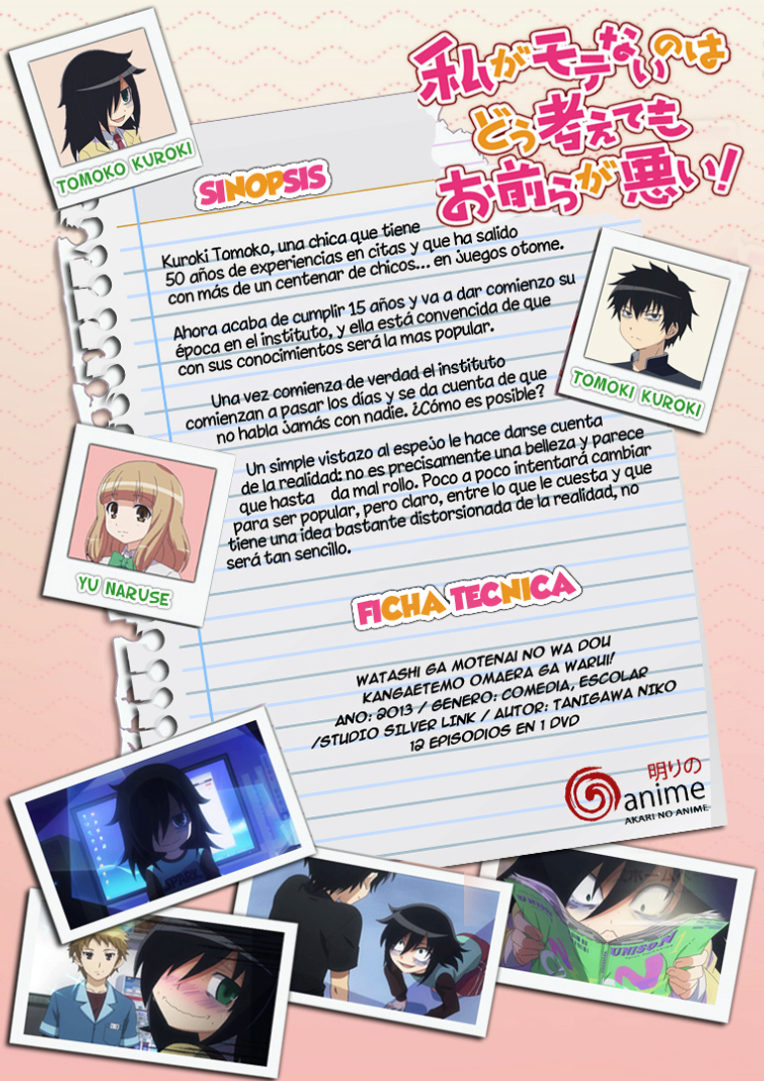 私がモテないのは
どう考えても
お前らが悪い!
TOMOKO KUROKI
SINOPSIS
Kuroki Tomoko, una chica que tiene
50 años de experiencias en citas y que ha salido
con más de un centenar de chicos... en juegos otome.
Ahora acaba de cumplir 15 años y va a dar comienzo su
época en el instituto, y ella está convencida de que
con sus conocimientos será la mas popular.
Una vez comienza de verdad el instituto
comienzan a pasar los días y se da cuenta de que
no habla jamás con nadie. ¿Cómo es posible?
TOMOKI KUROKI
Un simple vistazo al espejo le hace darse cuenta
de la realidad: no es precisamente una belleza y parece
que hasta da mal rollo. Poco a poco intentará cambiar
para ser popular, pero claro, entre lo que le cuesta y que
tiene una idea bastante distorsionada de la realidad, no
será tan sencillo.
YU NARUSE
FICHA TECNICA
WATASHI GA MOTENAI NO WA DOU
KANGAETEMO OMAERA GA WARUI!
ANO: 2013 / GENERO: COMEDIA, ESCOLAR
/STUDIO SILVER LINK / AUTOR: TANIGAWA NIKO
12 EPISODIOS EN 1 DVD
明りの
anime
AKARI NO ANIME
SPARK
UNISON